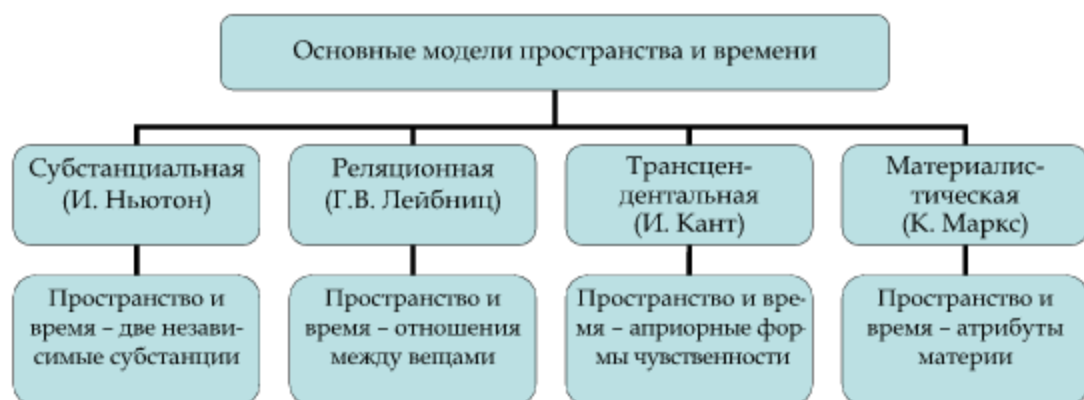 Основные модели пространства и времени
Субстанциальная
(И. Ньютон)
Реляционная
(Г.В. Лейбниц)
Трансцен-
дентальная
(И. Кант)
Материалис-
тическая
(К. Маркс)
Пространство и
время – две незави-
симые субстанции
Пространство и
время – отношения
между вещами
Пространство и вре-
мя – априорные фор-
мы чувственности
Пространство и
время – атрибуты
материи